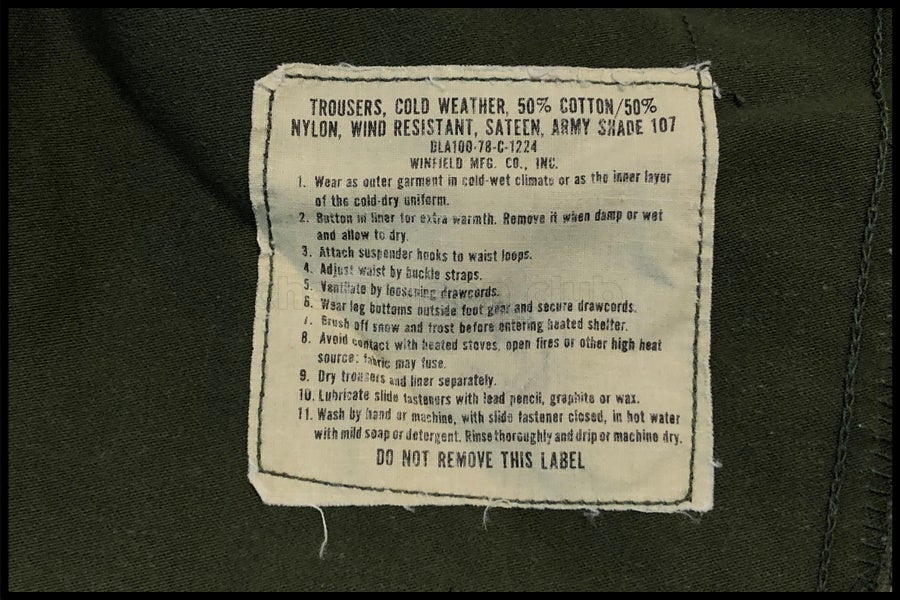 TROUSERS, COLD WEATHER, 50% COTTON/50%
NYLON, WIND RESISTANT, SATEEN, ARMY SHADE 107
DLA100-78-C-1224
WINFIELD MFG. CO., INC.
1. Wear as outer garment in cold-wet climate or as the inner layer
of the cold-dry uniform.
2. Button in liner for extra warmth. Remove it when damp or wet
and allow to dry.
3. Attach suspender hooks to waist loops.
4. Adjust waist by buckle straps.
5. Ventilate by loosening drawcords.
6. Wear leg bottoms outside foot gear and secure drawcords.
7. Brush off snow and frost before entering heated shelter.
8. Avoid contact with heated stoves, open fires or other high heat
source; fabric may fuse.
9. Dry trousers and liner separately.
10. Lubricate slide fasteners with lead pencil, graphite or wax.
11. Wash by hand or machine, with slide fastener closed, in hot water
with mild soap or detergent. Rinse thoroughly and drip or machine dry.
DO NOT REMOVE THIS LABEL